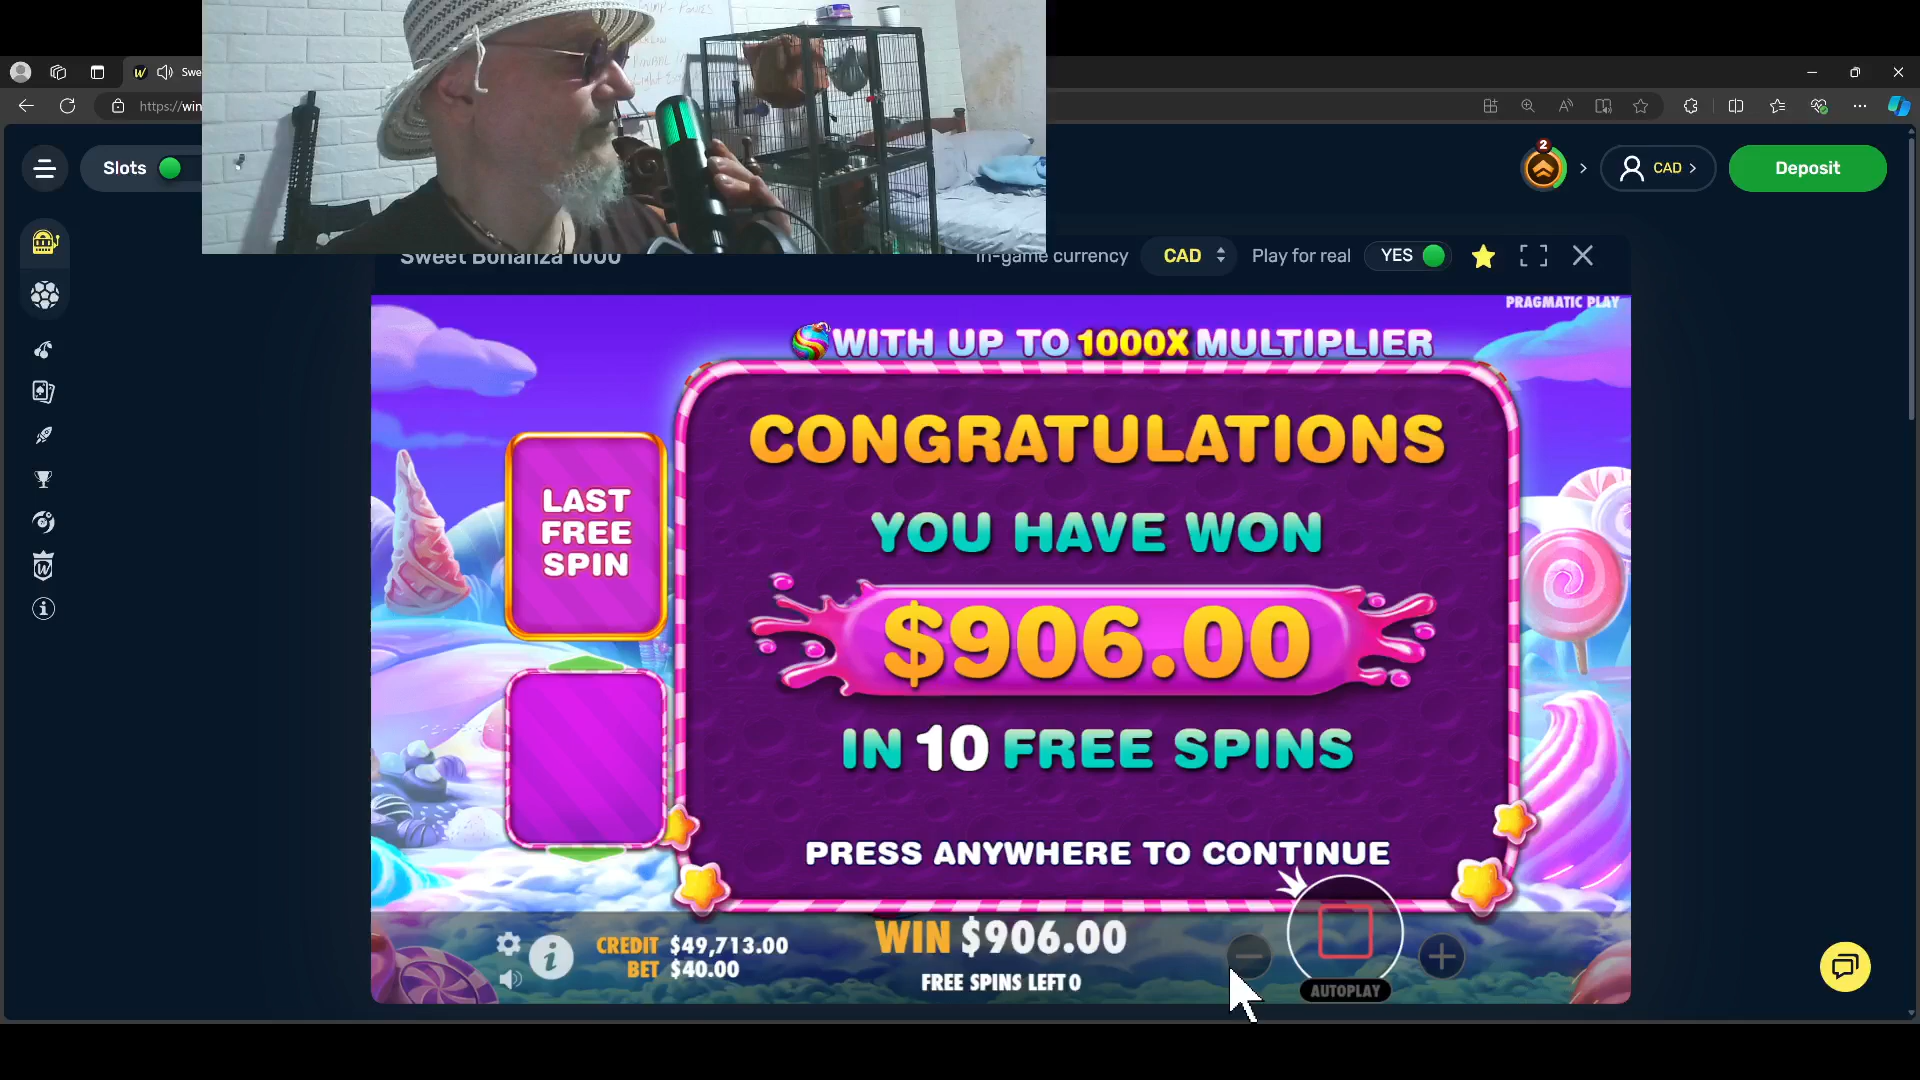 Swe
https://win
Slots
2
CAD
Deposit
Sweet Bonanza 1000
In-game currency
CAD
Play for real
YES
PRAGMATIC PLAY
WITH UP TO 1000X MULTIPLIER
CONGRATULATIONS
YOU HAVE WON
$906.00
IN 10 FREE SPINS
PRESS ANYWHERE TO CONTINUE
LAST
FREE
SPIN
CREDIT $49,713.00
BET $40.00
WIN $906.00
FREE SPINS LEFT 0
AUTOPLAY